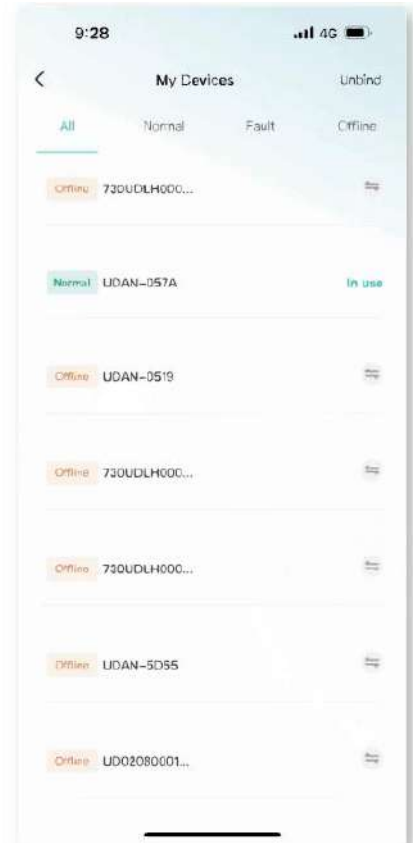 9:28 4G
My Devices Unbind
All Normal Fault Offline
Offline 730UDLH000...
Normal UDAN-057A In use
Offline UDAN-0519
Offline 730UDLH000...
Offline 730UDLH000...
Offline UDAN-5D55
Offline UD02080001...